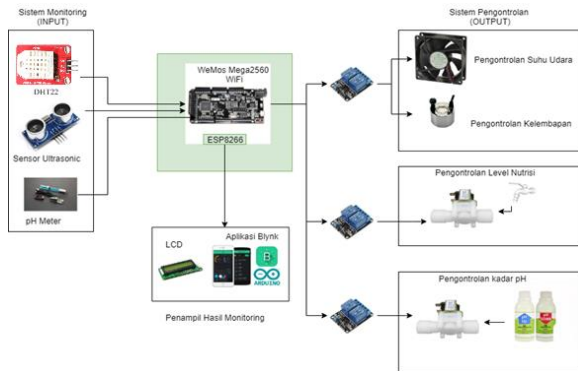 Sistem Monitoring
(INPUT)
DHT22
Sensor Ultrasonic
pH Meter
WeMos Mega2560
WiFi
ESP8266
LCD
Aplikasi Blynk
B
ARDUINO
Penampil Hasil Monitoring
Sistem Pengontrolan
(OUTPUT)
Pengontrolan Suhu Udara
Pengontrolan Kelembapan
Pengontrolan Level Nutrisi
Pengontrolan kadar pH